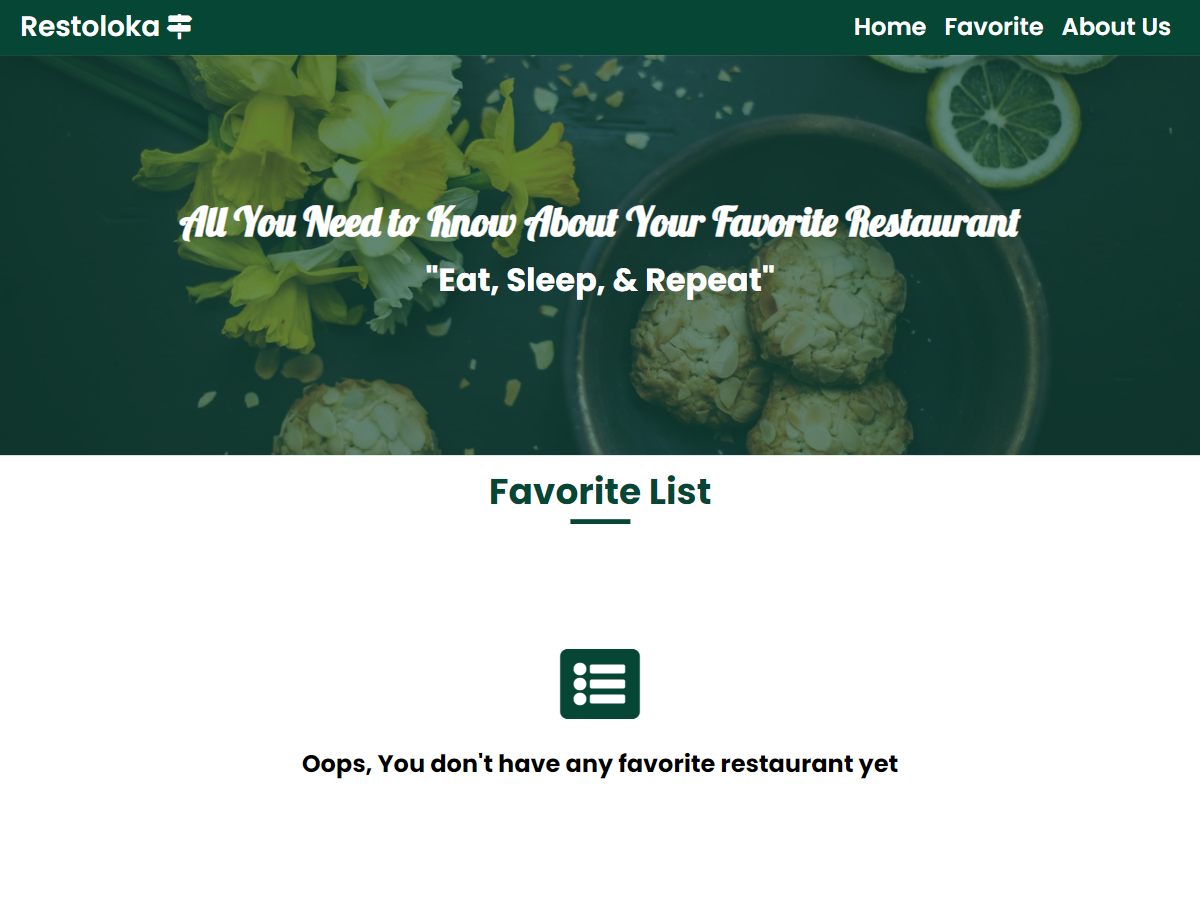 Restoloka
Home Favorite About Us
All You Need to Know About Your Favorite Restaurant
"Eat, Sleep, & Repeat"
Favorite List
Oops, You don't have any favorite restaurant yet